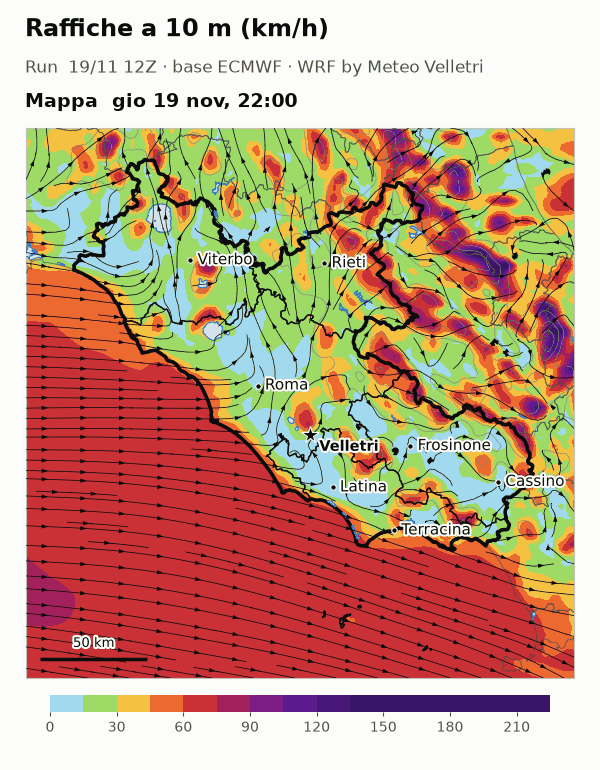 Raffiche a 10 m (km/h)
Run  19/11 12Z · base ECMWF · WRF by Meteo Velletri
Mappa  gio 19 nov, 22:00
Viterbo
Rieti
Roma
Velletri
Frosinone
Latina
Cassino
Terracina
50 km
0 30 60 90 120 150 180 210